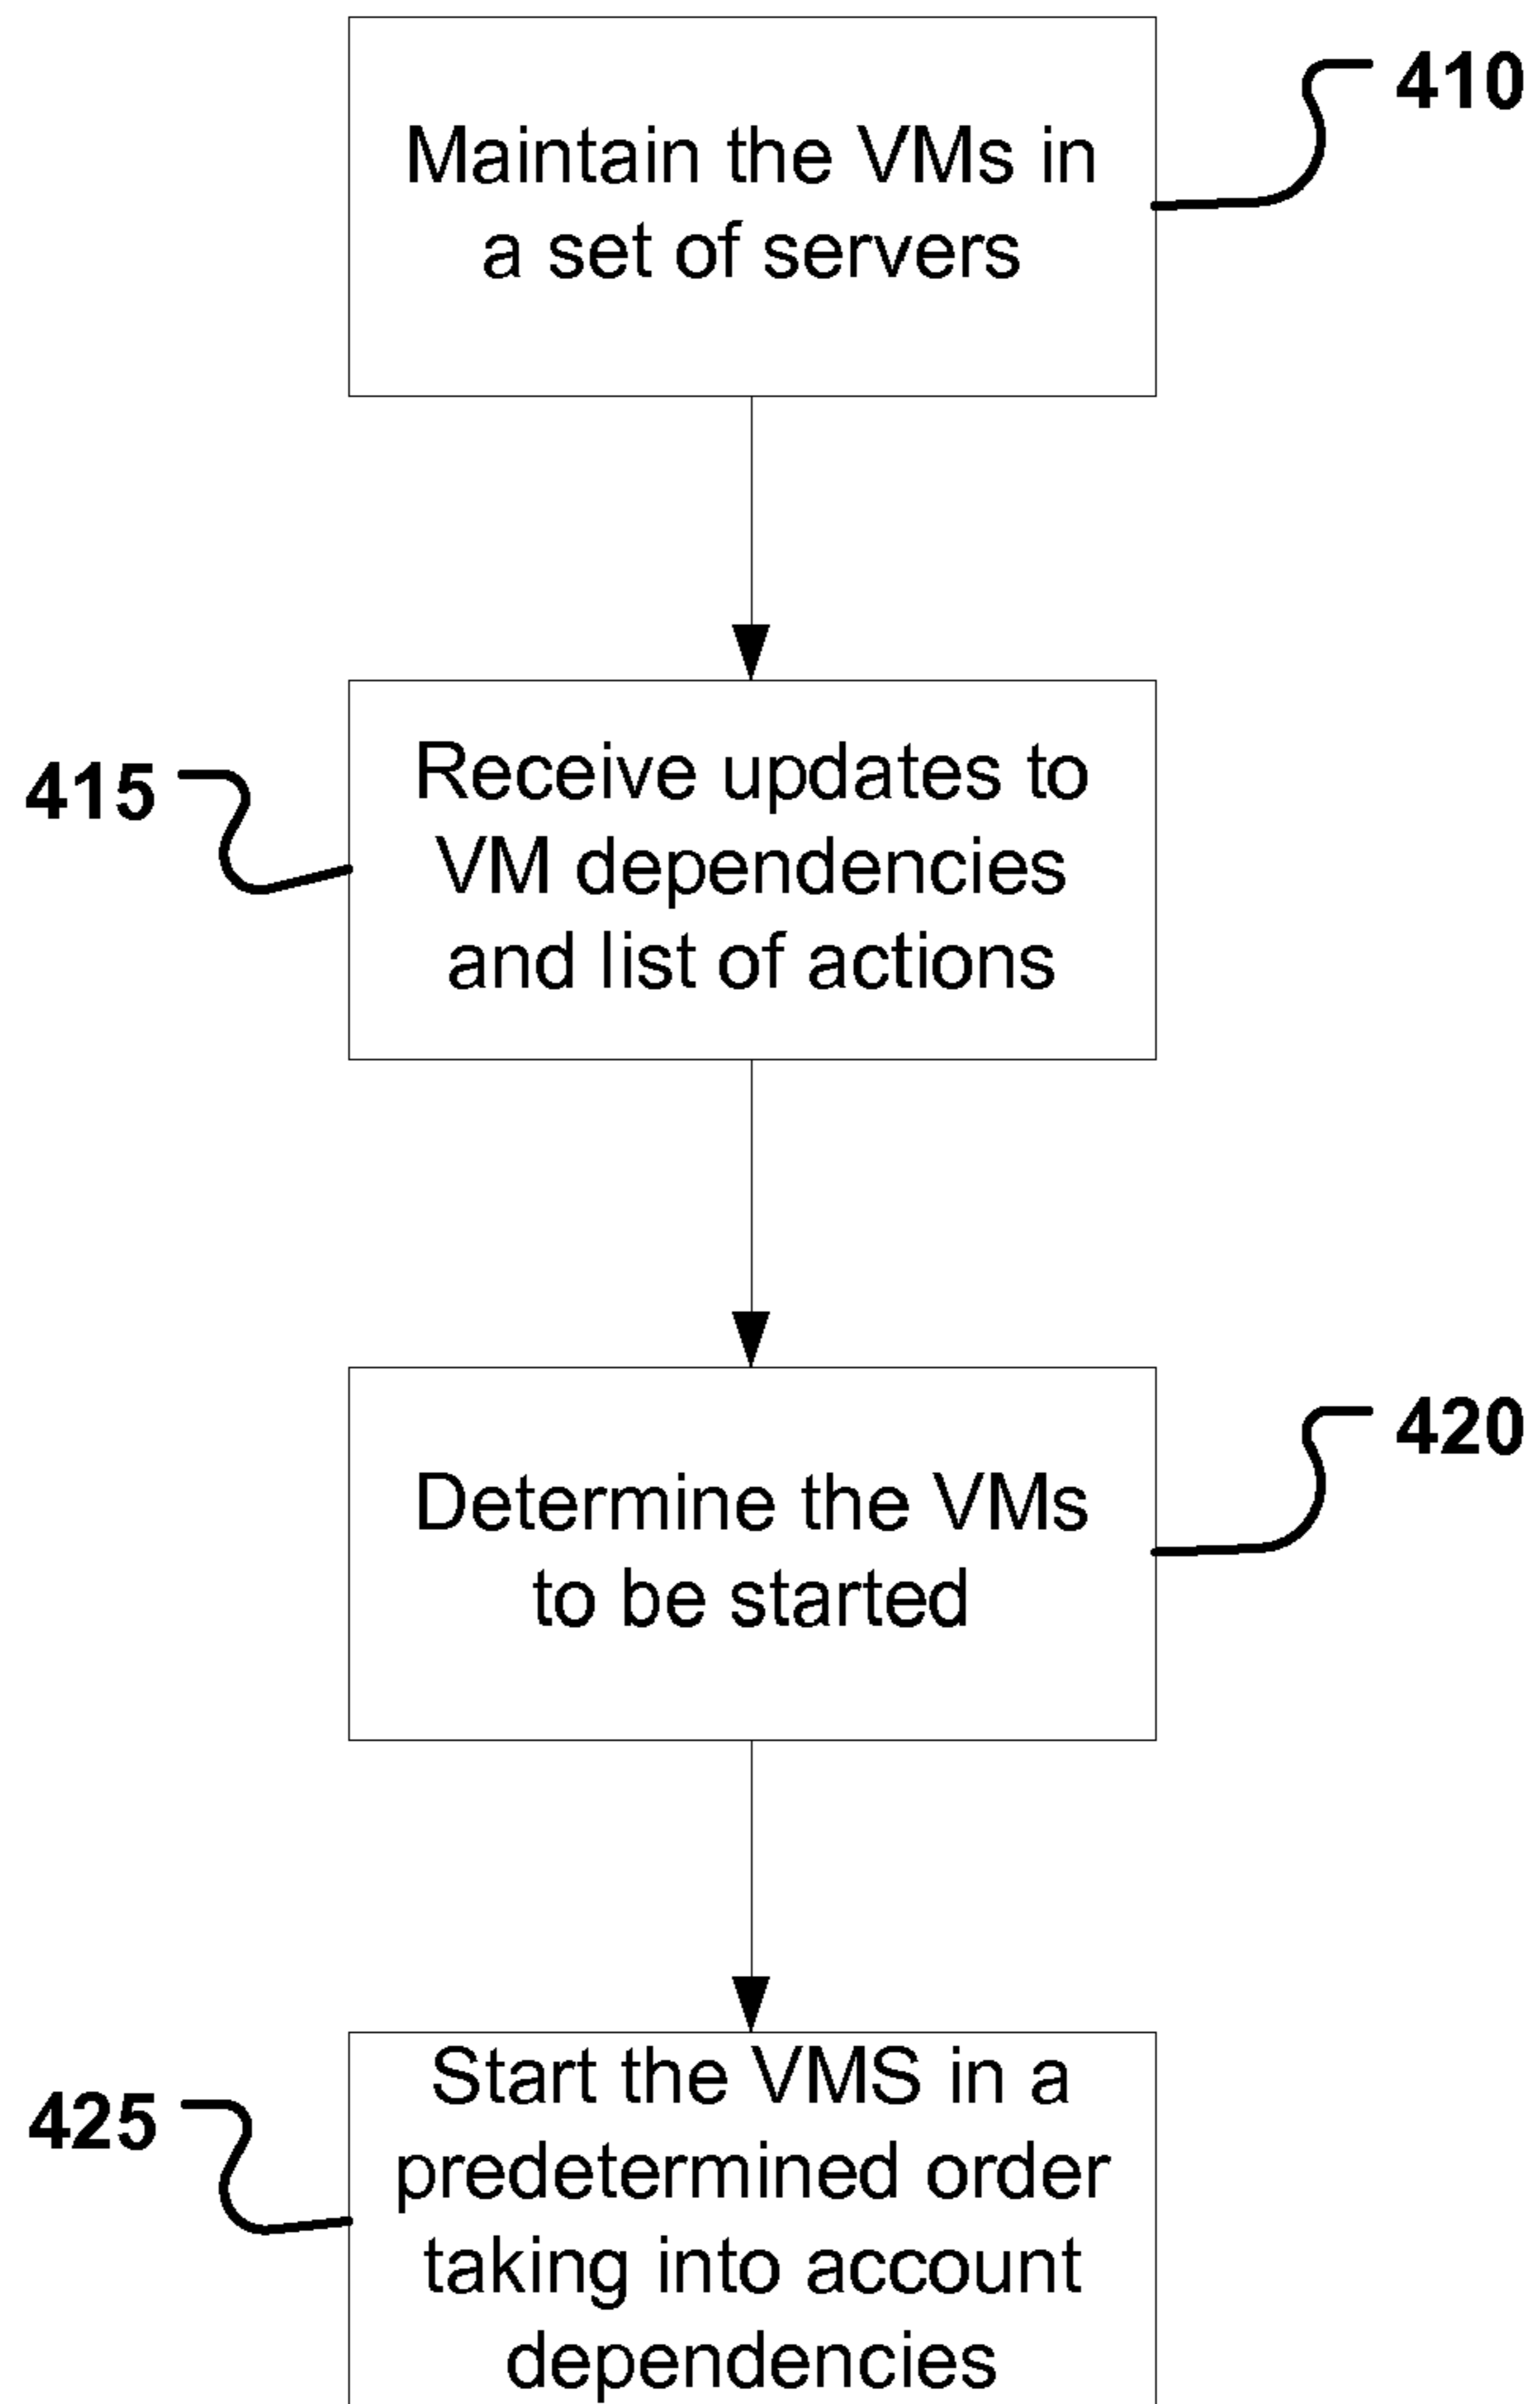 410
Maintain the VMs in
a set of servers
415
Receive updates to
VM dependencies
and list of actions
420
Determine the VMs
to be started
425
Start the VMS in a
predetermined order
taking into account
dependencies